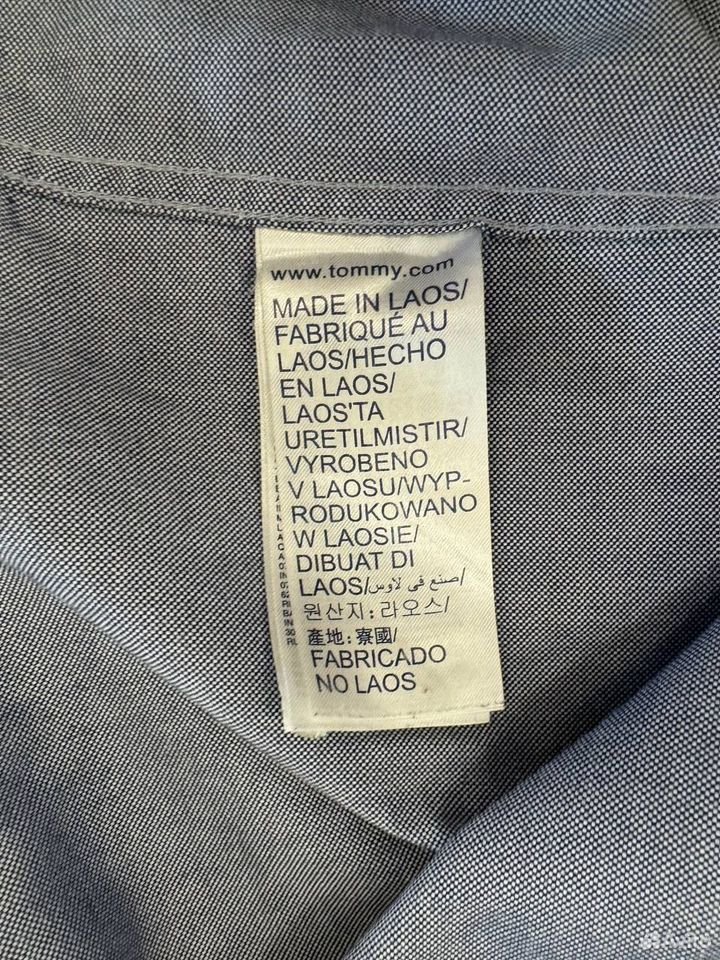 www.tommy.com
MADE IN LAOS/
FABRIQUÉ AU
LAOS/HECHO
EN LAOS/
LAOS'TA
URETILMISTIR/
VYROBENO
V LAOSU/WYP-
RODUKOWANO
W LAOSIE/
DIBUAT DI
LAOS/صنع في لاوس/
원산지:라오스/
產地:寮國/
FABRICADO
NO LAOS
Avito